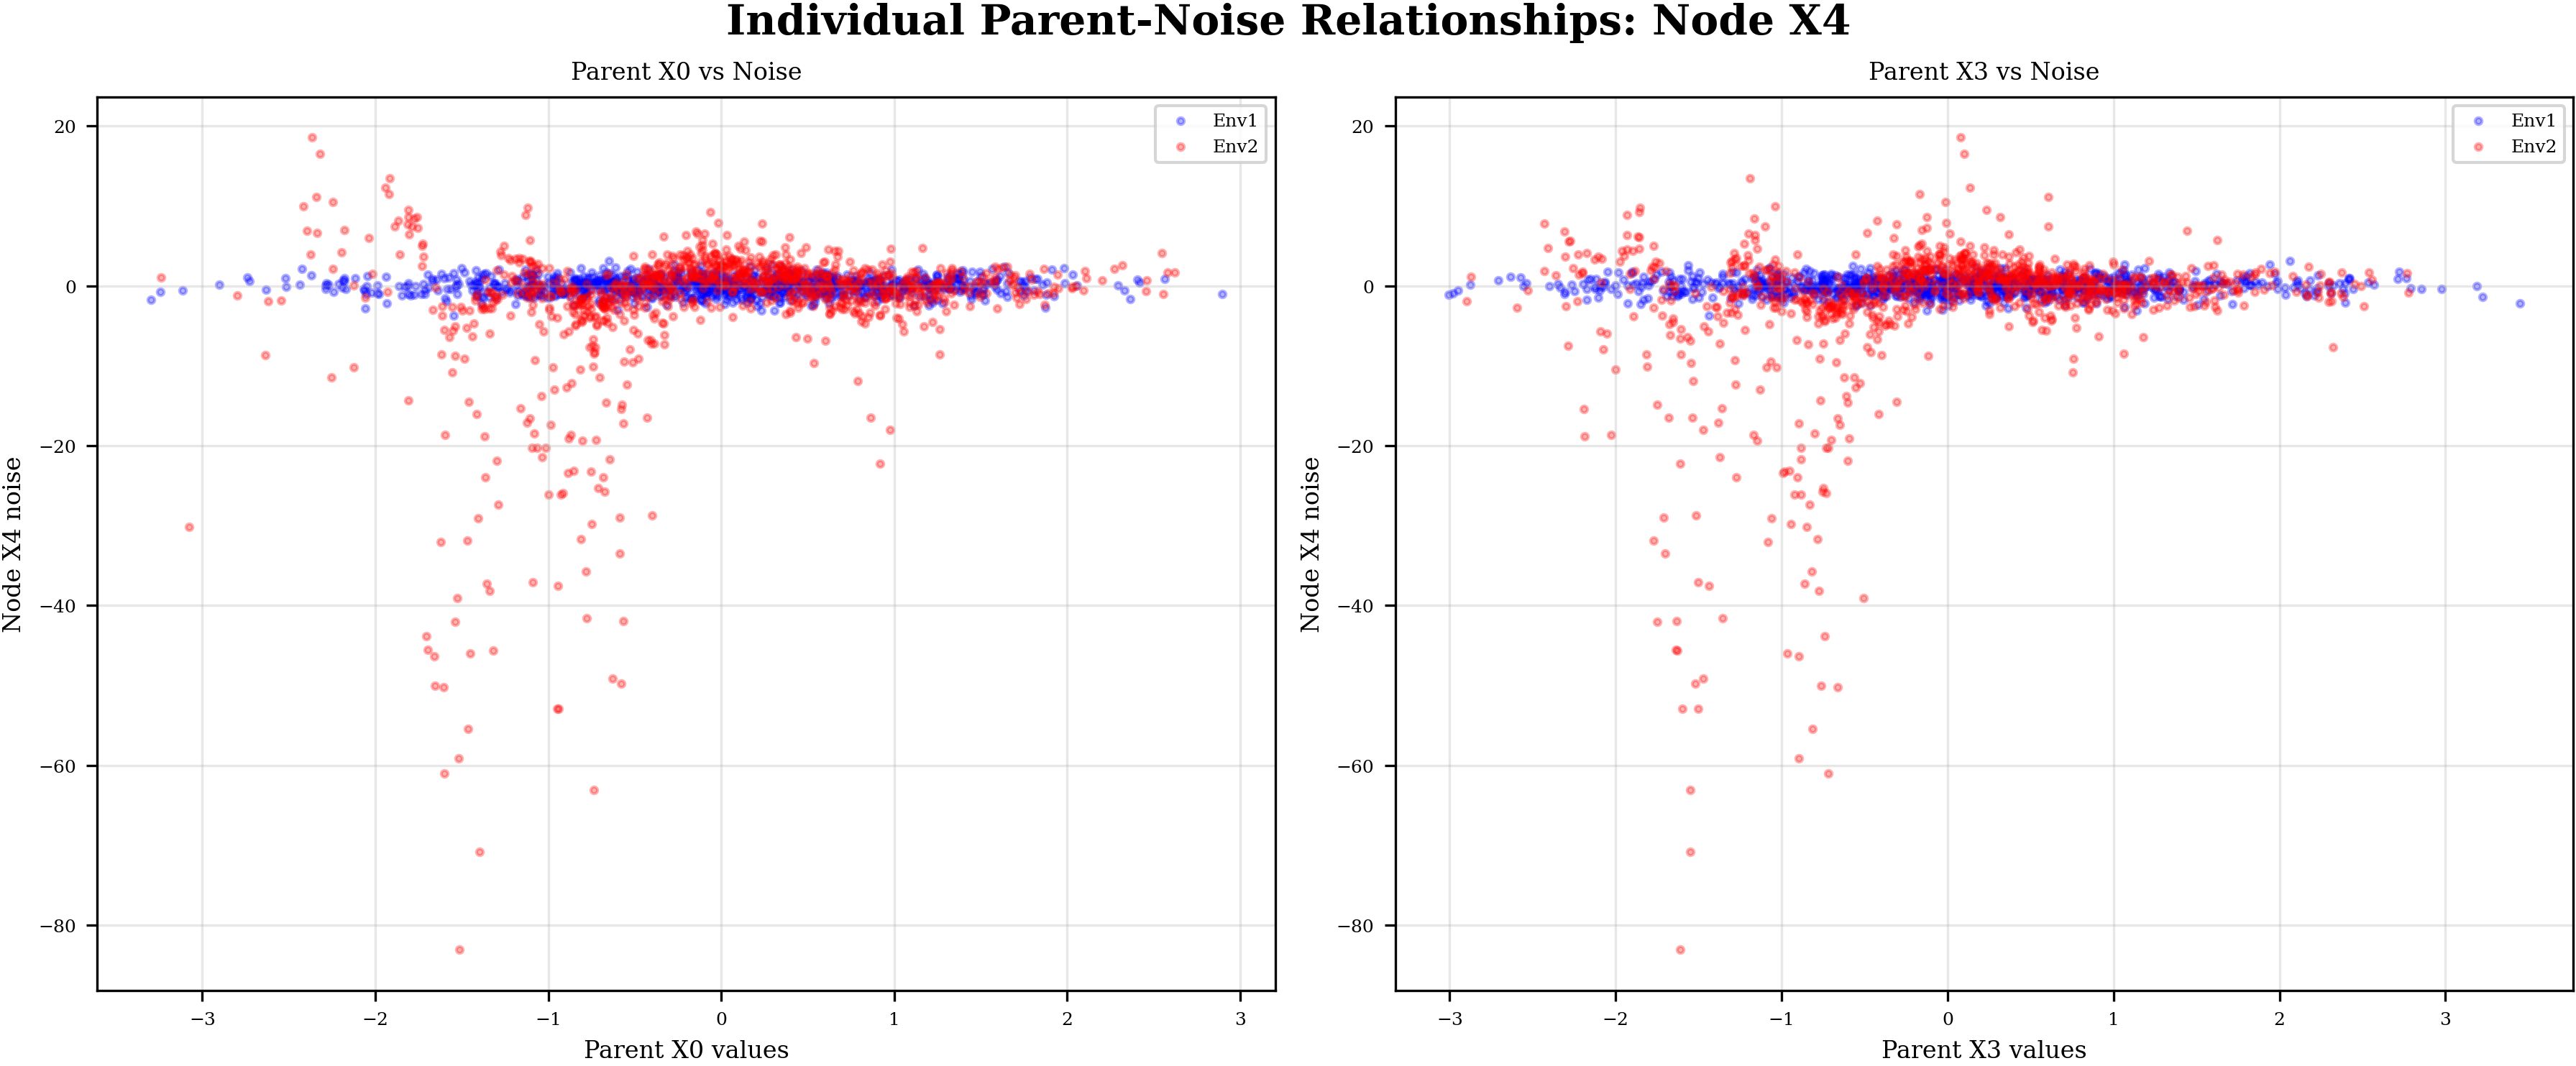 Individual Parent-Noise Relationships: Node X4
Parent X0 vs Noise
Env1
Env2
20
0
−20
−40
−60
−80
Node X4 noise
−3
−2
−1
0
1
2
3
Parent X0 values
Parent X3 vs Noise
Env1
Env2
20
0
−20
−40
−60
−80
Node X4 noise
−3
−2
−1
0
1
2
3
Parent X3 values